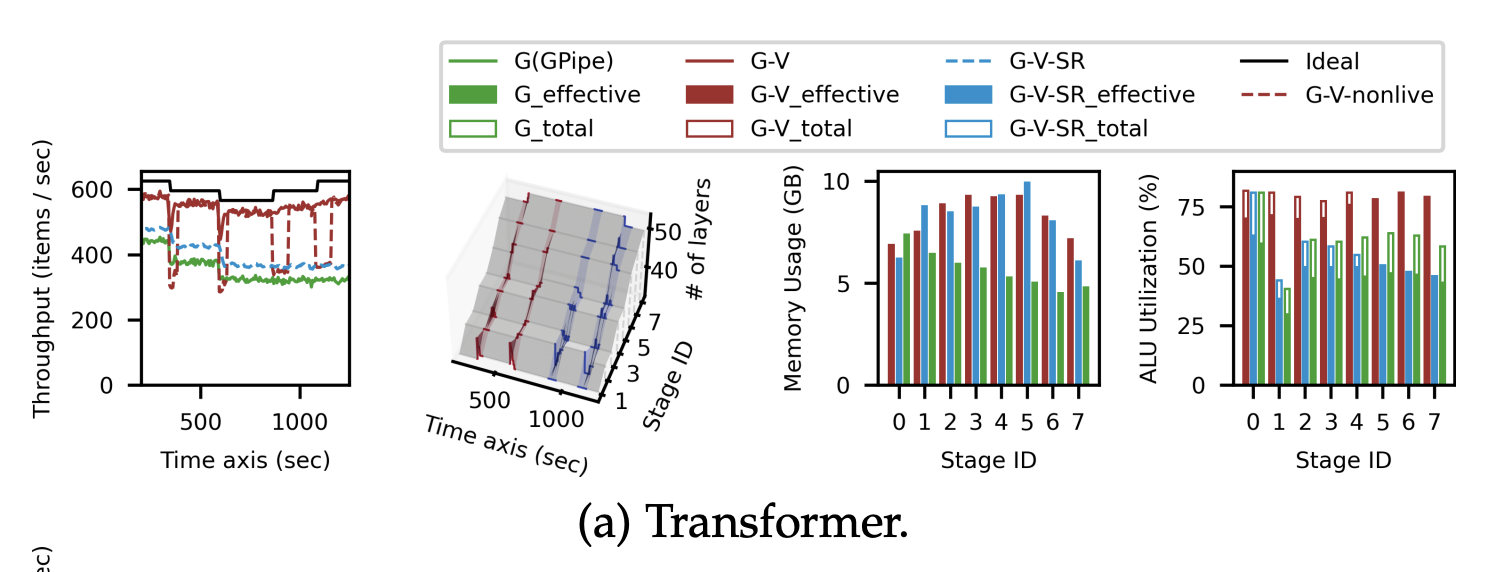 G(GPipe) G-V G-V-SR Ideal
G_effective G-V_effective G-V-SR_effective G-V-nonlive
G_total G-V_total G-V-SR_total
Throughput (items / sec)
600
400
200
0
500 1000
Time axis (sec)
50
40
# of layers
7
5
3
1
Stage ID
500
1000
Time axis (sec)
Memory Usage (GB)
10
5
0
0 1 2 3 4 5 6 7
Stage ID
ALU Utilization (%)
75
50
25
0
0 1 2 3 4 5 6 7
Stage ID
(a) Transformer.
ec)